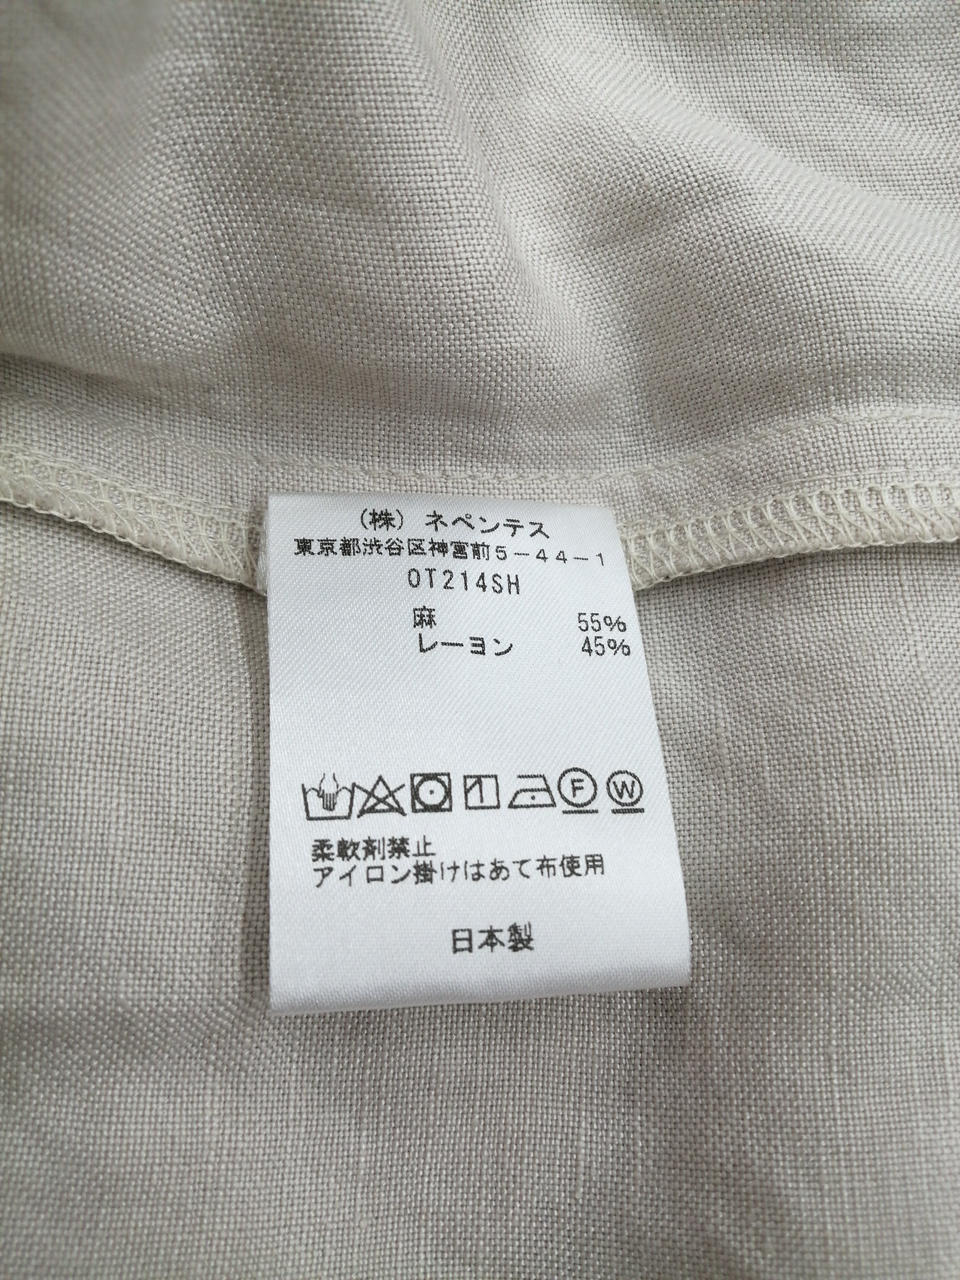 (株) ネペンテス
東京都渋谷区神宮前5-44-1
OT214SH
麻 55%
レーヨン 45%
F W
柔軟剤禁止
アイロン掛けはあて布使用
日本製